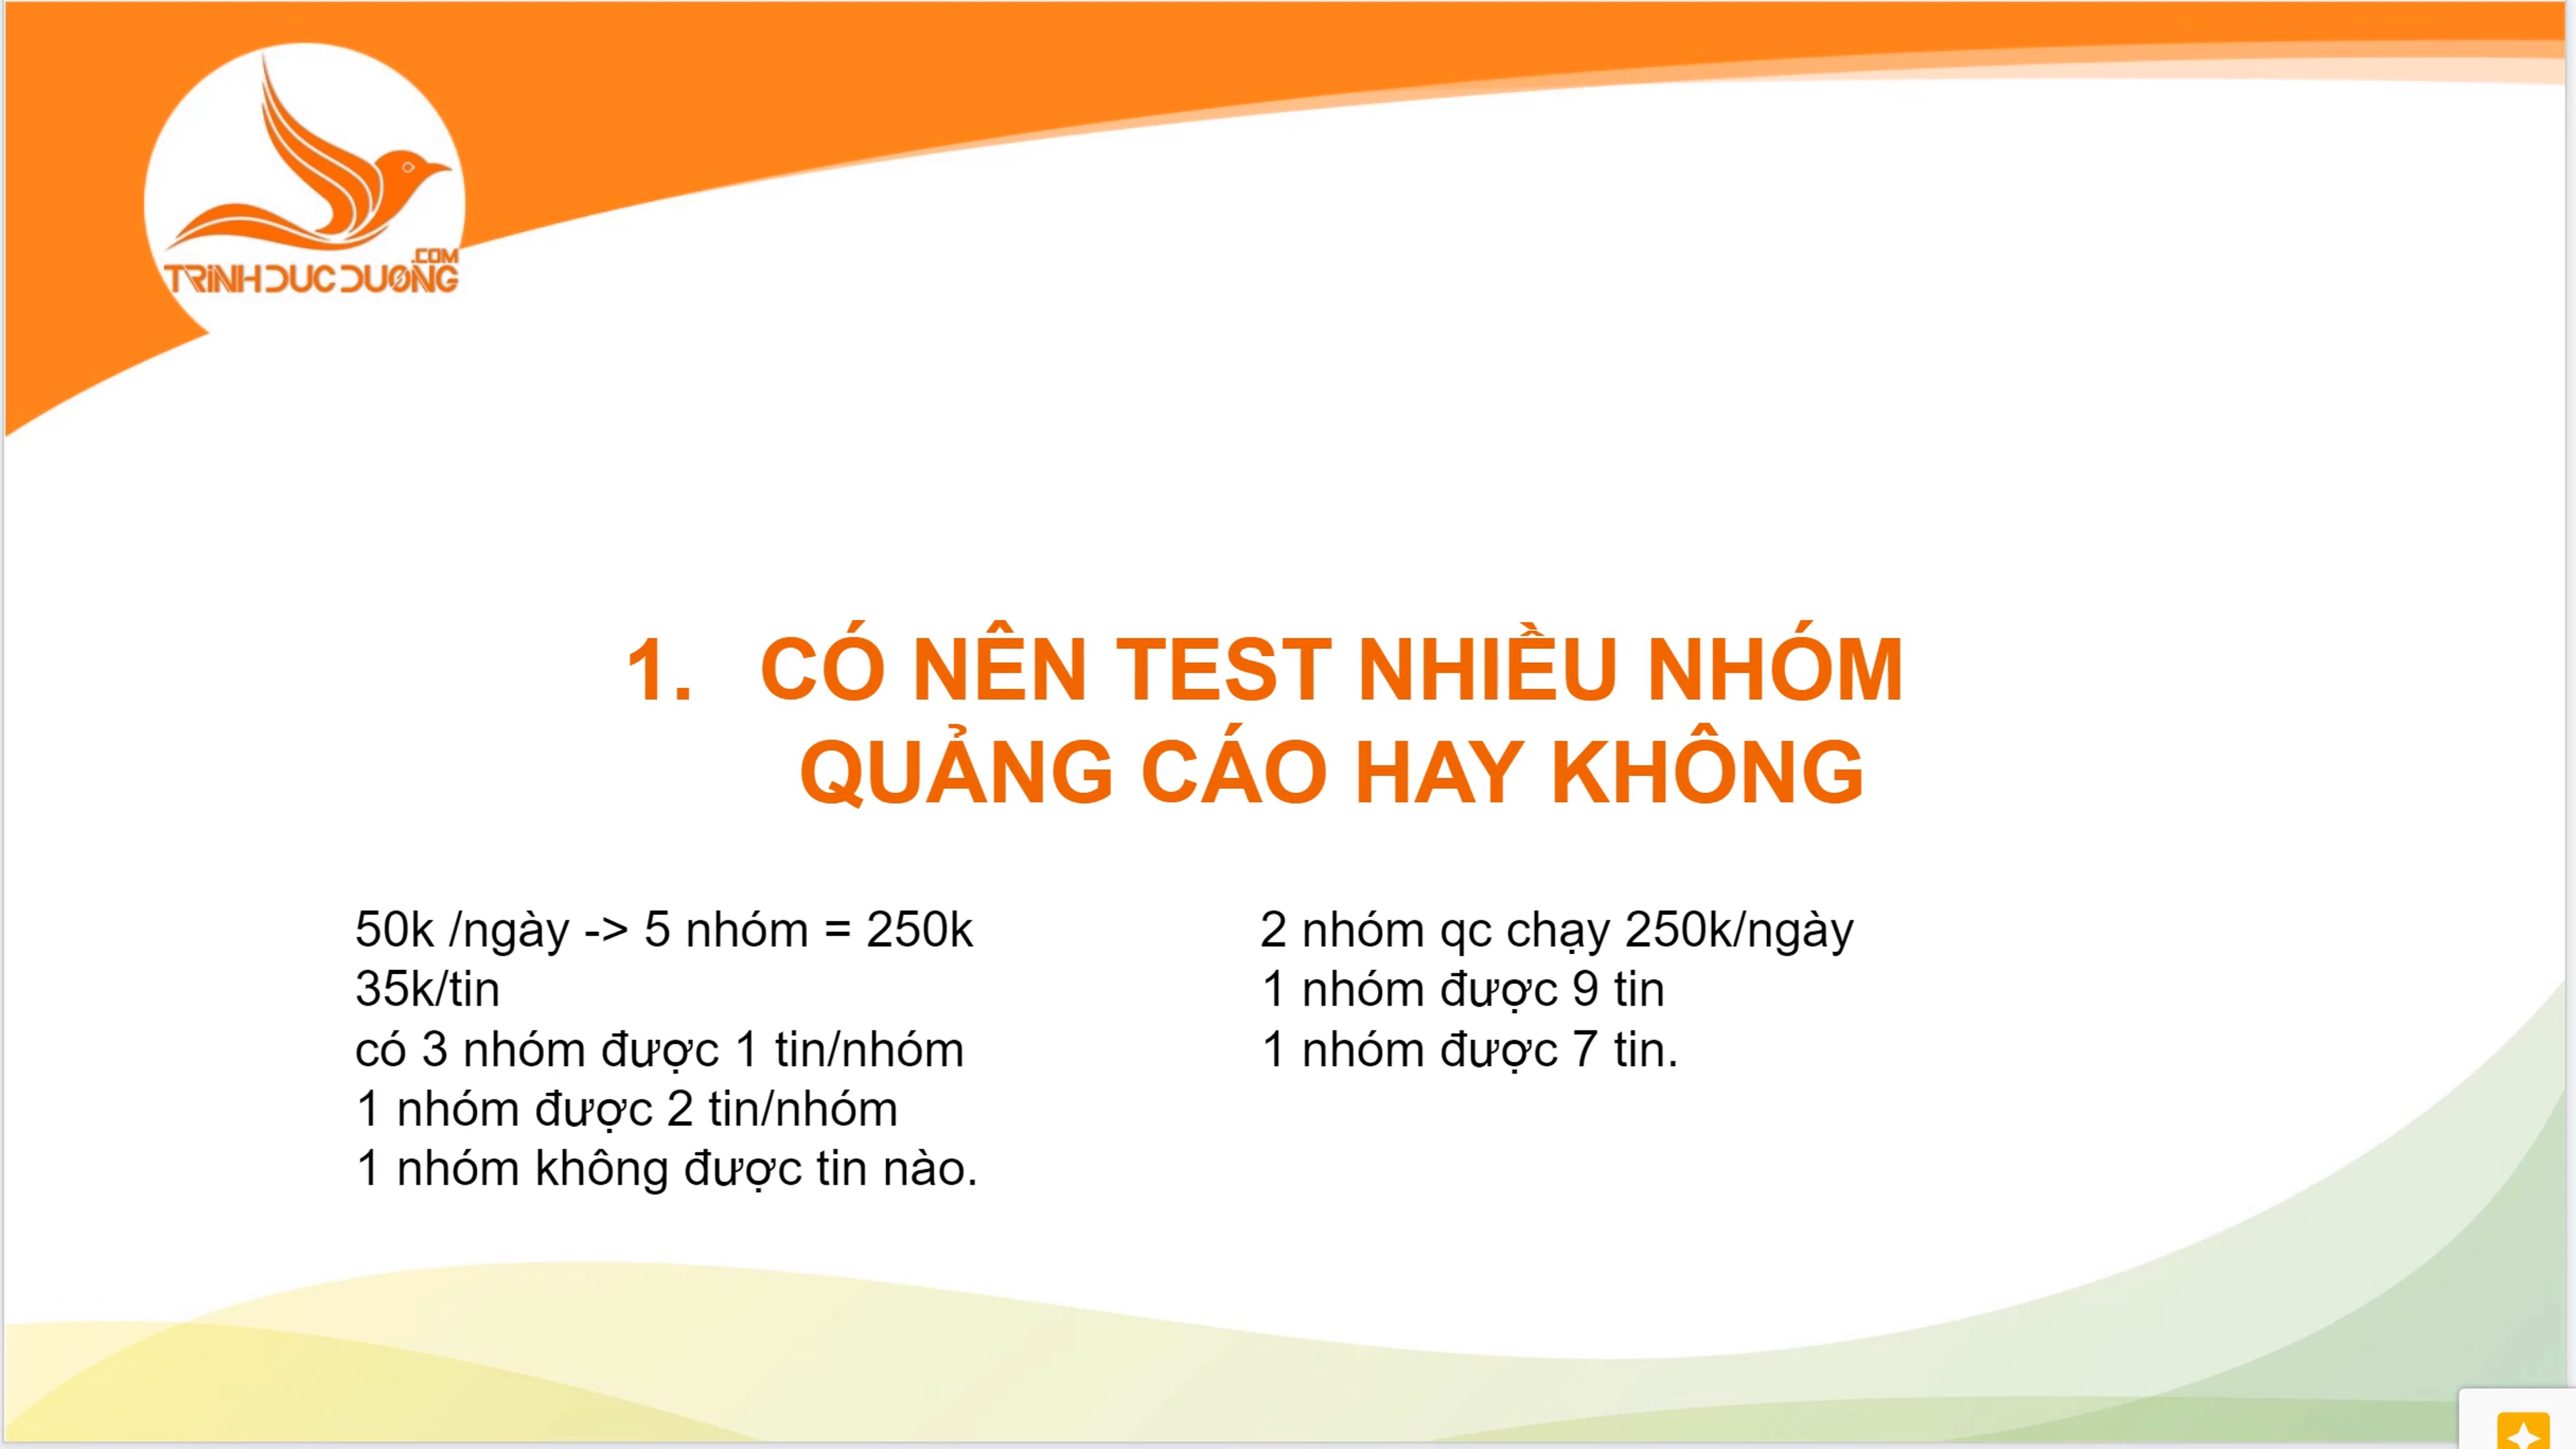 .COM
TRINHDUCDUONG
1. CÓ NÊN TEST NHIỀU NHÓM
QUẢNG CÁO HAY KHÔNG
50k /ngày -> 5 nhóm = 250k
35k/tin
có 3 nhóm được 1 tin/nhóm
1 nhóm được 2 tin/nhóm
1 nhóm không được tin nào.
2 nhóm qc chạy 250k/ngày
1 nhóm được 9 tin
1 nhóm được 7 tin.